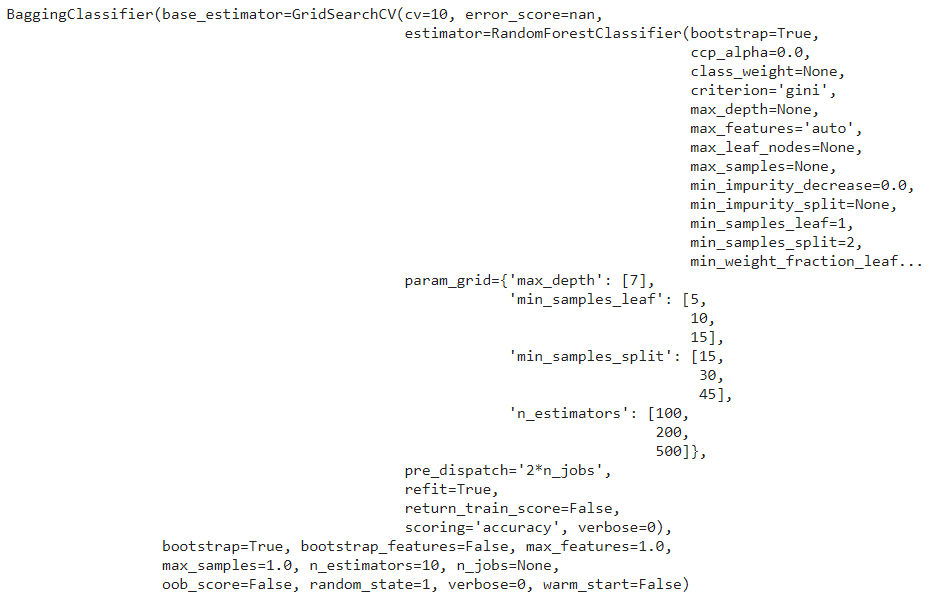 BaggingClassifier(base_estimator=GridSearchCV(cv=10, error_score=nan,
estimator=RandomForestClassifier(bootstrap=True,
ccp_alpha=0.0,
class_weight=None,
criterion='gini',
max_depth=None,
max_features='auto',
max_leaf_nodes=None,
max_samples=None,
min_impurity_decrease=0.0,
min_impurity_split=None,
min_samples_leaf=1,
min_samples_split=2,
min_weight_fraction_leaf...
param_grid={'max_depth': [7],
'min_samples_leaf': [5,
10,
15],
'min_samples_split': [15,
30,
45],
'n_estimators': [100,
200,
500]},
pre_dispatch='2*n_jobs',
refit=True,
return_train_score=False,
scoring='accuracy', verbose=0),
bootstrap=True, bootstrap_features=False, max_features=1.0,
max_samples=1.0, n_estimators=10, n_jobs=None,
oob_score=False, random_state=1, verbose=0, warm_start=False)